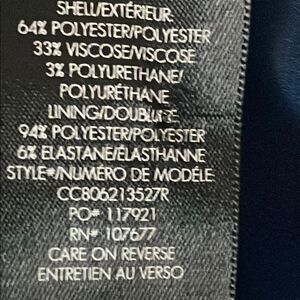 SHELL/EXTÉRIEUR:
64% POLYESTER/POLYESTER
33% VISCOSE/VISCOSE
3% POLYURETHANE/
POLYURÉTHANE
LINING/DOUBLURE
94% POLYESTER/POLYESTER
6% ELASTANE/ÉLASTHANNE
STYLE#/NUMÉRO DE MODÈLE:
CC806213527R
PO# 117921
RN# 107677
CARE ON REVERSE
ENTRETIEN AU VERSO